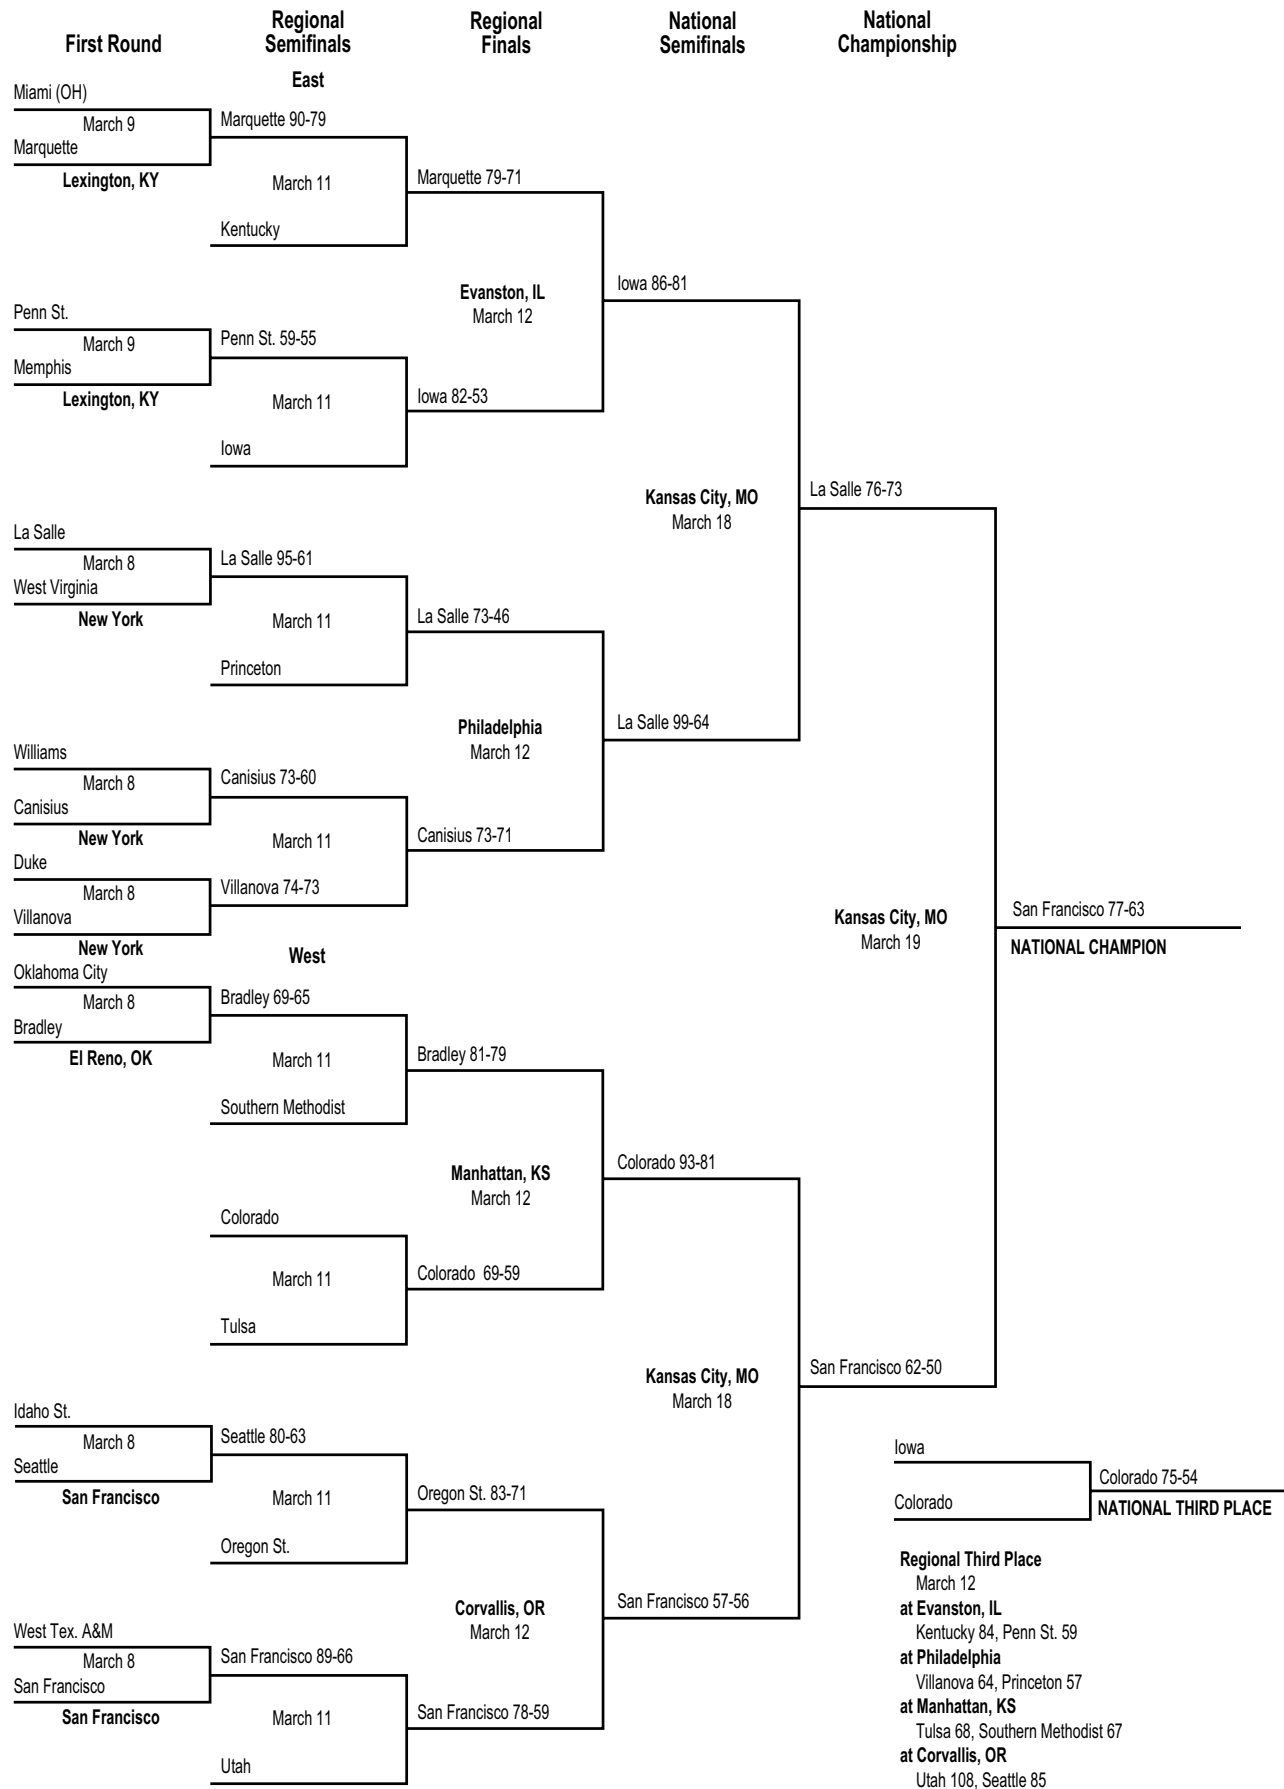 First Round
Regional
Semifinals
Regional
Finals
National
Semifinals
National
Championship
East
Miami (OH)
March 9
Marquette
Lexington, KY
Marquette 90-79
March 11
Kentucky
Marquette 79-71
Penn St.
March 9
Memphis
Lexington, KY
Penn St. 59-55
March 11
Iowa
Iowa 82-53
Evanston, IL
March 12
Iowa 86-81
La Salle
March 8
West Virginia
New York
La Salle 95-61
March 11
Princeton
La Salle 73-46
Williams
March 8
Canisius
New York
Canisius 73-60
March 11
Duke
March 8
Villanova
New York
Villanova 74-73
Canisius 73-71
Philadelphia
March 12
La Salle 99-64
Kansas City, MO
March 18
La Salle 76-73
West
Oklahoma City
March 8
Bradley
El Reno, OK
Bradley 69-65
March 11
Southern Methodist
Bradley 81-79
Colorado
March 11
Tulsa
Colorado 69-59
Manhattan, KS
March 12
Colorado 93-81
Idaho St.
March 8
Seattle
San Francisco
Seattle 80-63
March 11
Oregon St.
Oregon St. 83-71
West Tex. A&M
March 8
San Francisco
San Francisco
San Francisco 89-66
March 11
Utah
San Francisco 78-59
Corvallis, OR
March 12
San Francisco 57-56
Kansas City, MO
March 18
San Francisco 62-50
Kansas City, MO
March 19
San Francisco 77-63
NATIONAL CHAMPION
Iowa
Colorado
Colorado 75-54
NATIONAL THIRD PLACE
Regional Third Place
March 12
at Evanston, IL
Kentucky 84, Penn St. 59
at Philadelphia
Villanova 64, Princeton 57
at Manhattan, KS
Tulsa 68, Southern Methodist 67
at Corvallis, OR
Utah 108, Seattle 85